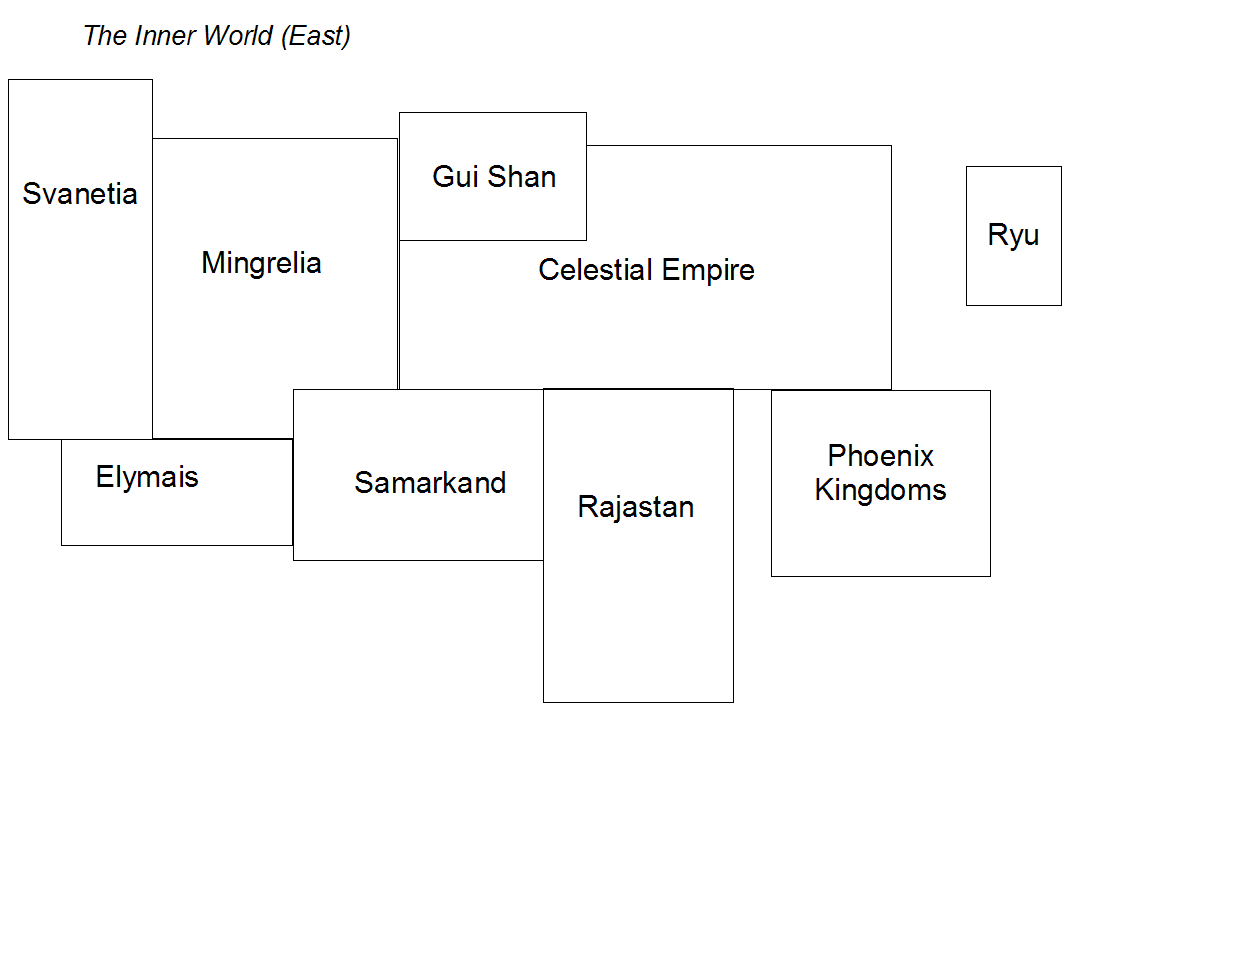 The Inner World (East)
Svanetia
Mingrelia
Gui Shan
Celestial Empire
Ryu
Elymais
Samarkand
Rajastan
Phoenix
Kingdoms